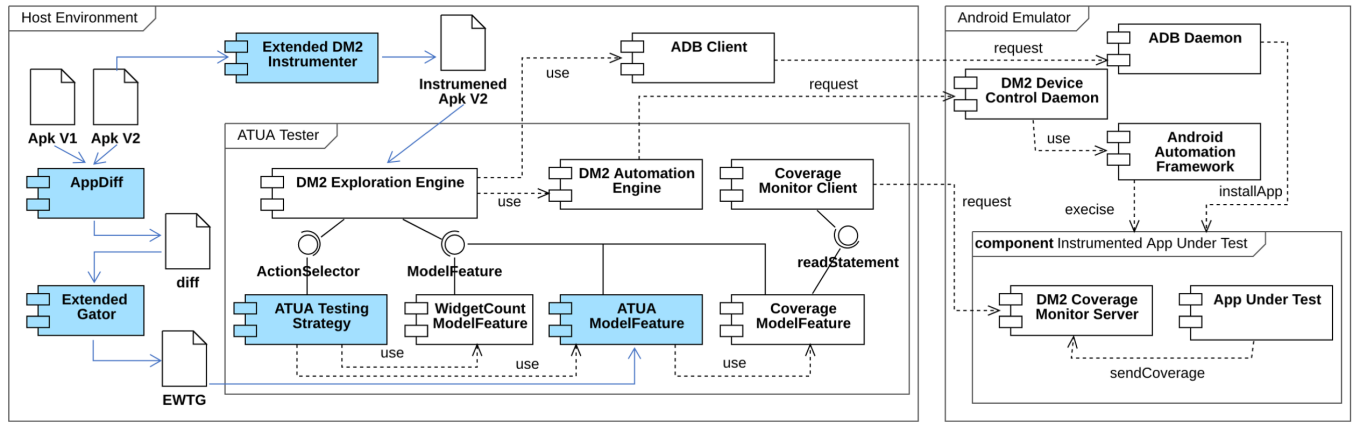 Host Environment
Android Emulator
Extended DM2
Instrumenter
ADB Client
ADB Daemon
request
use
DM2 Device
Control Daemon
request
Instrumened
Apk V2
Apk V1
Apk V2
ATUA Tester
use
Android
Automation
Framework
AppDiff
DM2 Exploration Engine
DM2 Automation
Engine
Coverage
Monitor Client
use
request
installApp
execise
component Instrumented App Under Test
ActionSelector
ModelFeature
readStatement
diff
Extended
Gator
ATUA Testing
Strategy
WidgetCount
ModelFeature
ATUA
ModelFeature
Coverage
ModelFeature
DM2 Coverage
Monitor Server
App Under Test
use
use
use
sendCoverage
EWTG